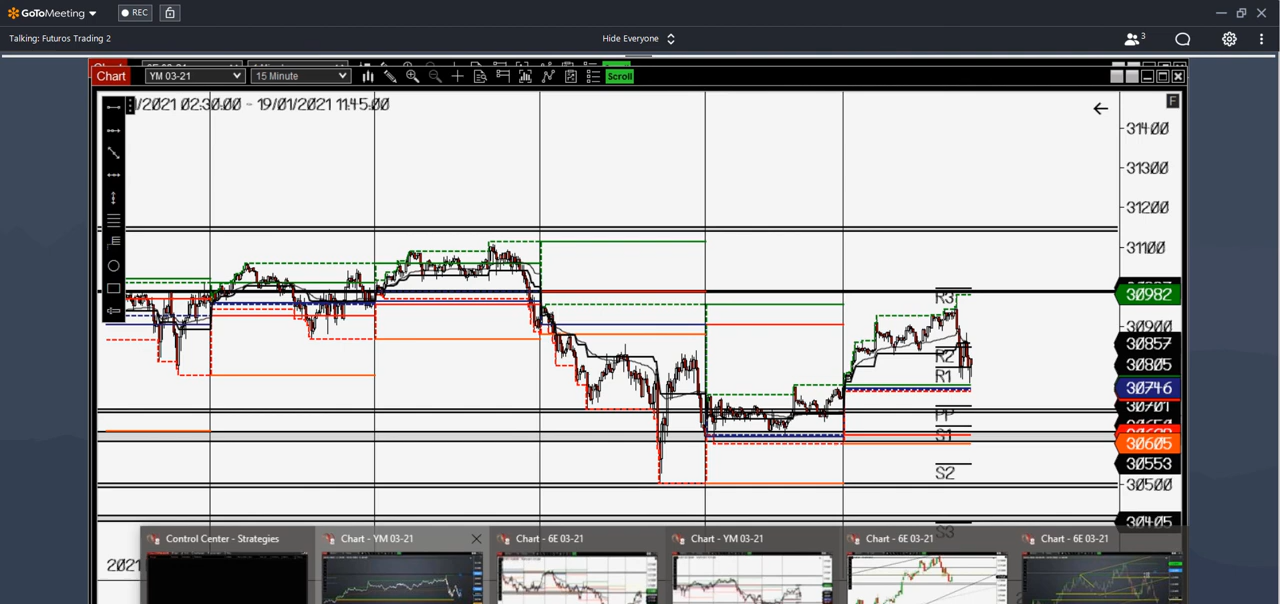 GoToMeeting
REC
Talking: Futuros Trading 2
Hide Everyone
3
Chart
YM 03-21
15 Minute
Scroll
/2021 02:30:00 - 19/01/2021 11:45:00
F
31400
31300
31200
31100
R3
30982
30900
30857
R2
30805
R1
30746
30701
PP
S1
30605
30553
S2
30500
30405
S3
2021
Control Center - Strategies
Chart - YM 03-21
Chart - 6E 03-21
Chart - YM 03-21
Chart - 6E 03-21
Chart - 6E 03-21